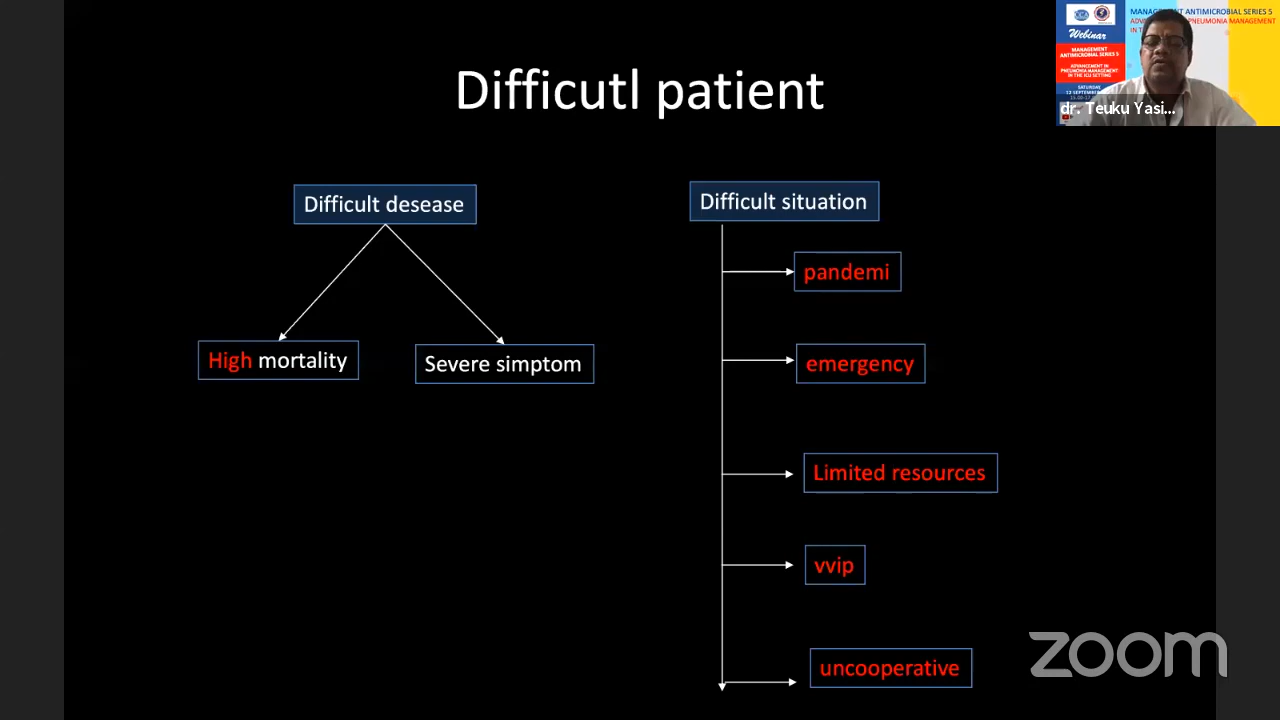 Difficutl patient
Difficult desease
High mortality
Severe simptom
Difficult situation
pandemi
emergency
Limited resources
vvip
uncooperative
MANAGEMENT ANTIMICROBIAL SERIES 5
PNEUMONIA MANAGEMENT
Webinar
MANAGEMENT
ANTIMICROBIAL SERIES 5
ADVANCEMENT IN
PNEUMONIA MANAGEMENT
IN THE ICU SETTING
SATURDAY
dr. Teuku Yasi...
zoom